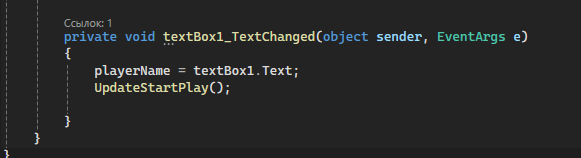 Ссылок: 1
private void textBox1_TextChanged(object sender, EventArgs e)
{
playerName = textBox1.Text;
UpdateStartPlay();
}
}
}